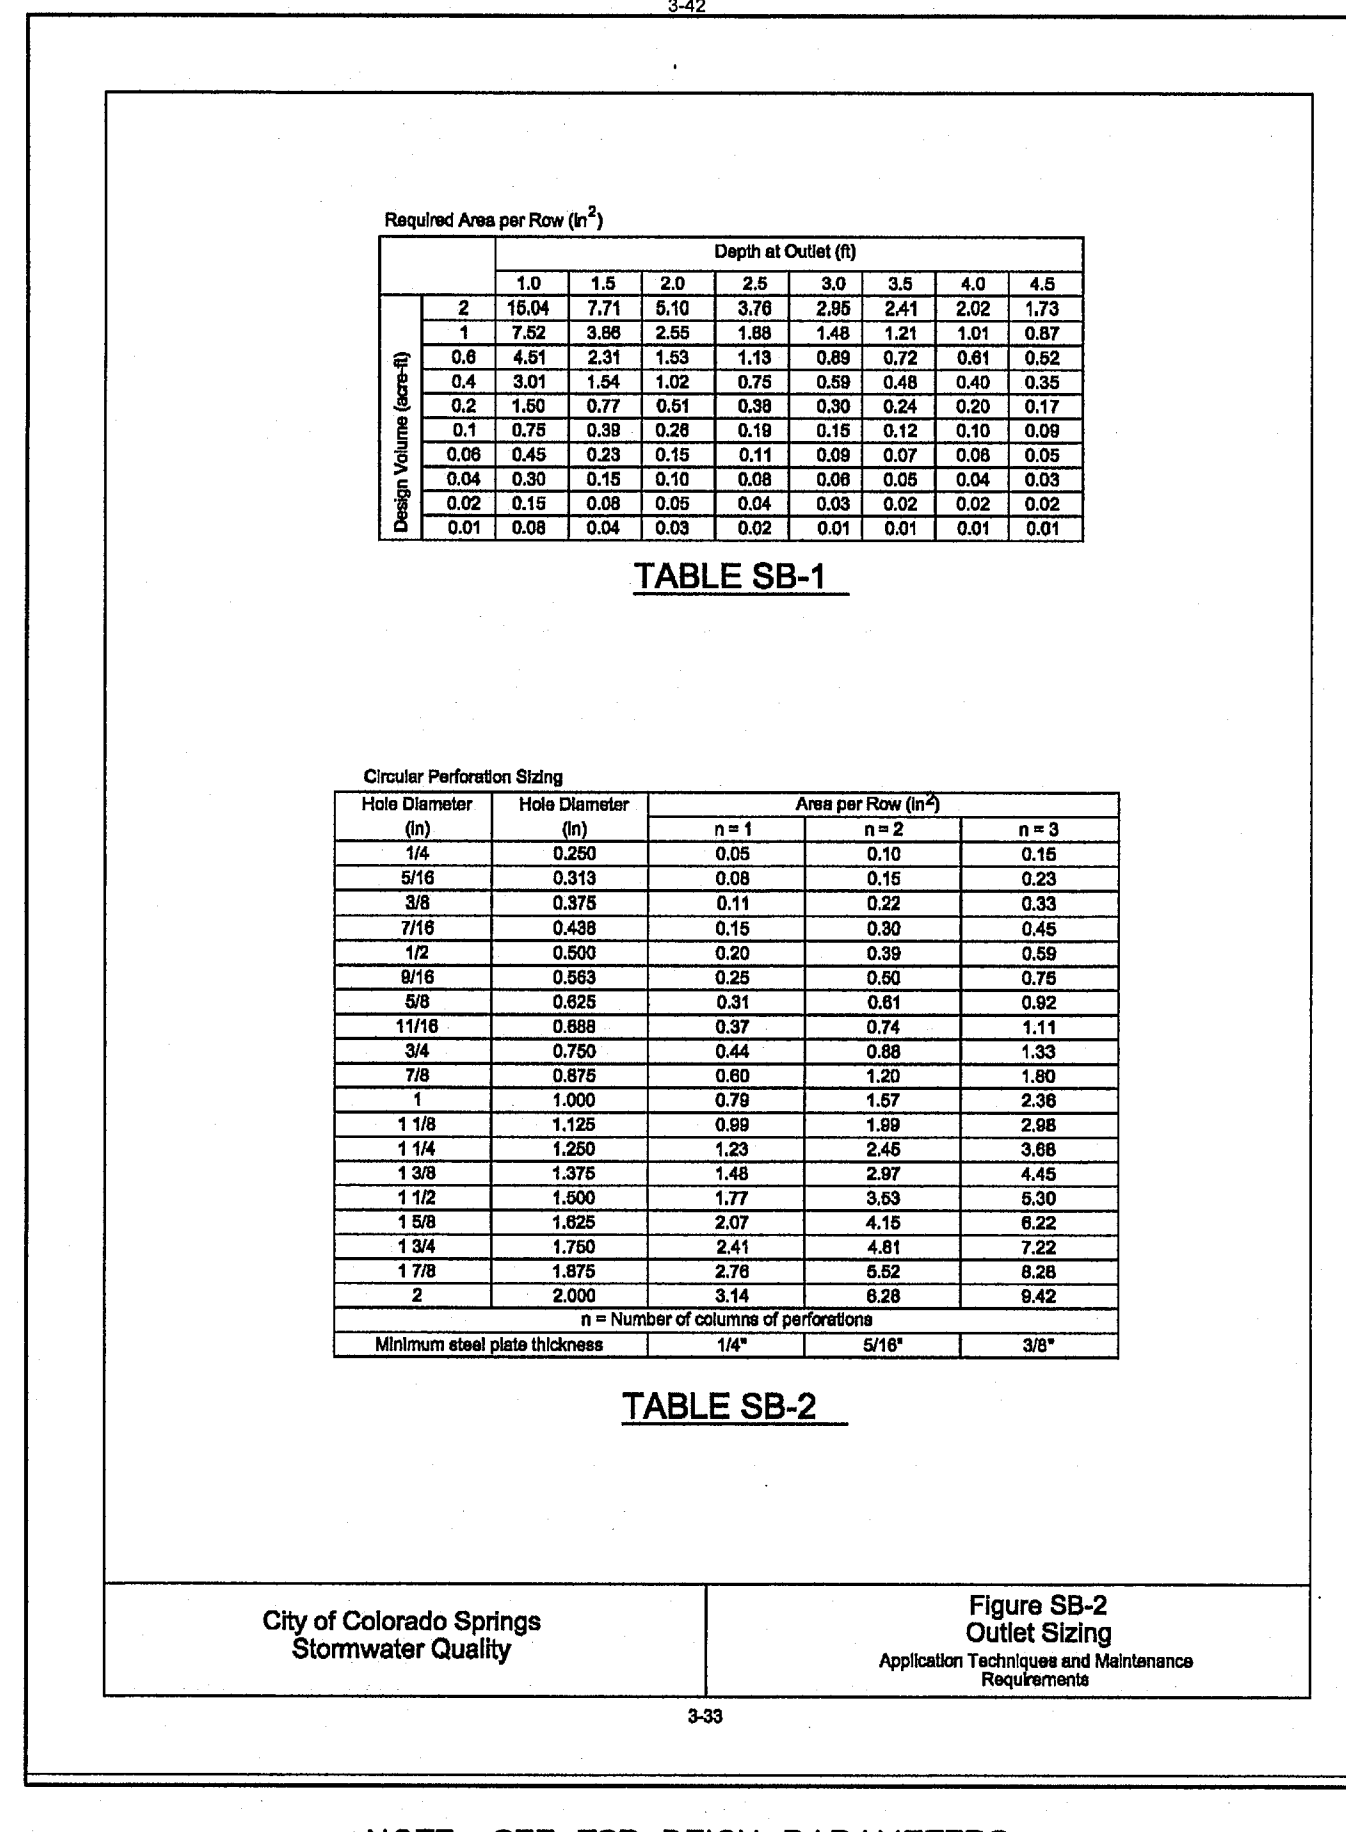 3-42
Required Area per Row (in²)
Depth at Outlet (ft)
1.0 1.5 2.0 2.5 3.0 3.5 4.0 4.5
Design Volume (acre-ft)
2 15.04 7.71 5.10 3.76 2.95 2.41 2.02 1.73
1 7.52 3.86 2.55 1.88 1.48 1.21 1.01 0.87
0.6 4.51 2.31 1.53 1.13 0.89 0.72 0.61 0.52
0.4 3.01 1.54 1.02 0.75 0.59 0.48 0.40 0.35
0.2 1.50 0.77 0.51 0.38 0.30 0.24 0.20 0.17
0.1 0.75 0.39 0.26 0.19 0.15 0.12 0.10 0.09
0.06 0.45 0.23 0.15 0.11 0.09 0.07 0.06 0.05
0.04 0.30 0.15 0.10 0.08 0.06 0.05 0.04 0.03
0.02 0.15 0.08 0.05 0.04 0.03 0.02 0.02 0.02
0.01 0.08 0.04 0.03 0.02 0.01 0.01 0.01 0.01
TABLE SB-1
Circular Perforation Sizing
Hole Diameter Hole Diameter Area per Row (in²)
(in) (in) n = 1 n = 2 n = 3
1/4 0.250 0.05 0.10 0.15
5/16 0.313 0.08 0.15 0.23
3/8 0.375 0.11 0.22 0.33
7/16 0.438 0.15 0.30 0.45
1/2 0.500 0.20 0.39 0.59
9/16 0.563 0.25 0.50 0.75
5/8 0.625 0.31 0.61 0.92
11/16 0.688 0.37 0.74 1.11
3/4 0.750 0.44 0.88 1.33
7/8 0.875 0.60 1.20 1.80
1 1.000 0.79 1.57 2.36
1 1/8 1.125 0.99 1.99 2.98
1 1/4 1.250 1.23 2.45 3.68
1 3/8 1.375 1.48 2.97 4.45
1 1/2 1.500 1.77 3.53 5.30
1 5/8 1.625 2.07 4.15 6.22
1 3/4 1.750 2.41 4.81 7.22
1 7/8 1.875 2.76 5.52 8.28
2 2.000 3.14 6.28 9.42
n = Number of columns of perforations
Minimum steel plate thickness 1/4" 5/16" 3/8"
TABLE SB-2
City of Colorado Springs
Stormwater Quality
Figure SB-2
Outlet Sizing
Application Techniques and Maintenance
Requirements
3-33